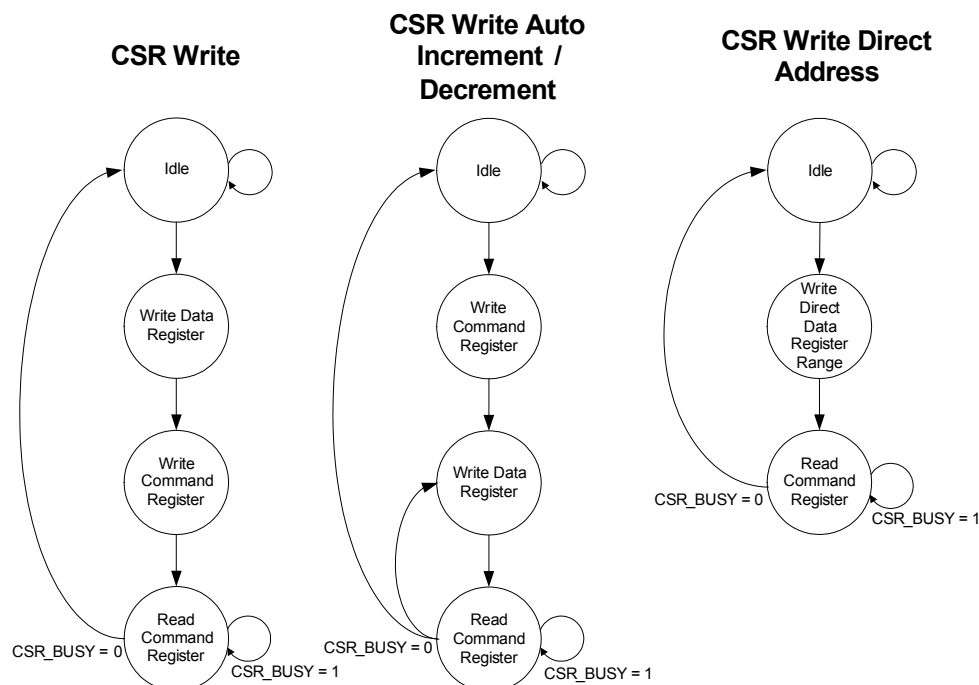 CSR Write
Idle
Write Data
Register
Write
Command
Register
Read
Command
Register
CSR_BUSY = 0
CSR_BUSY = 1
CSR Write Auto
Increment /
Decrement
Idle
Write
Command
Register
Write Data
Register
Read
Command
Register
CSR_BUSY = 0
CSR_BUSY = 1
CSR Write Direct
Address
Idle
Write
Direct
Data
Register
Range
Read
Command
Register
CSR_BUSY = 0
CSR_BUSY = 1